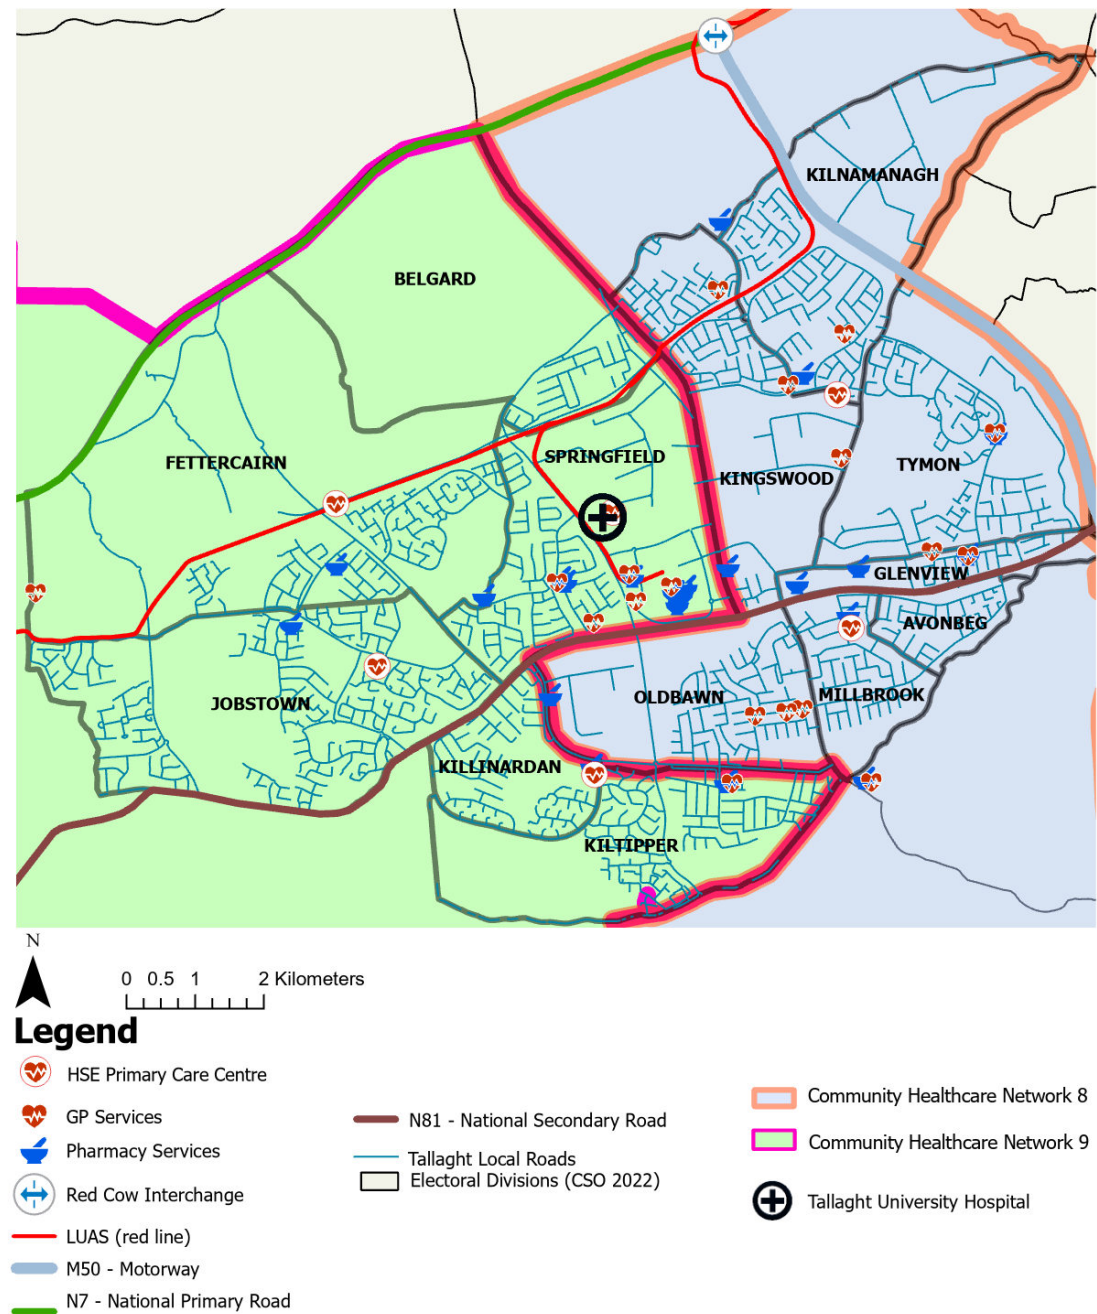 KILNAMANAGH
BELGARD
FETTERCAIRN
SPRINGFIELD
KINGSWOOD
TYMON
GLENVIEW
AVONBEG
JOBSTOWN
OLDBAWN
MILLBROOK
KILLINARDAN
KILTIPPER
N
0 0.5 1 2 Kilometers
Legend
HSE Primary Care Centre
GP Services
Pharmacy Services
Red Cow Interchange
LUAS (red line)
M50 - Motorway
N7 - National Primary Road
N81 - National Secondary Road
Tallaght Local Roads
Electoral Divisions (CSO 2022)
Community Healthcare Network 8
Community Healthcare Network 9
Tallaght University Hospital